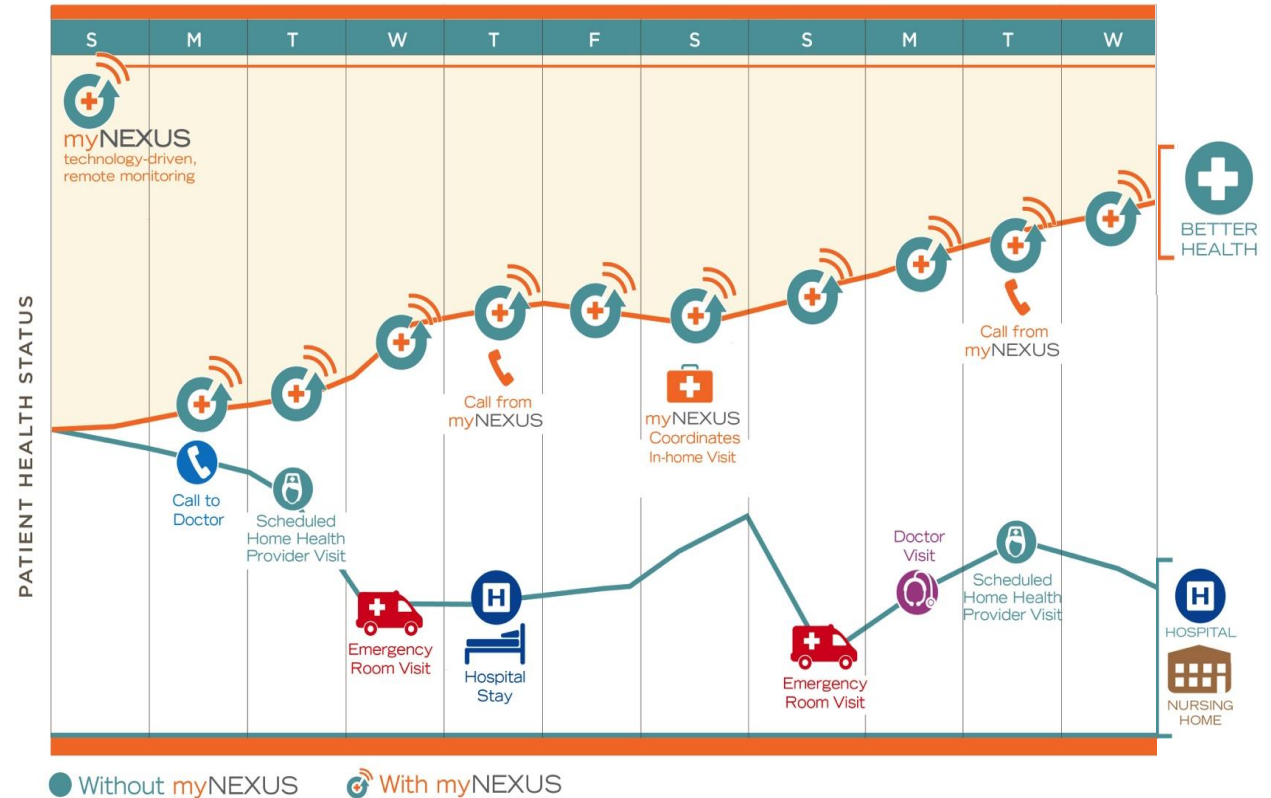 S M T W T F S S M T W
myNEXUS
technology-driven,
remote monitoring
PATIENT HEALTH STATUS
BETTER
HEALTH
Call from
myNEXUS
myNEXUS
Coordinates
In-home Visit
Call from
myNEXUS
Call to
Doctor
Scheduled
Home Health
Provider Visit
Emergency
Room Visit
H
Hospital
Stay
Emergency
Room Visit
Doctor
Visit
Scheduled
Home Health
Provider Visit
H
HOSPITAL
NURSING
HOME
Without myNEXUS
With myNEXUS